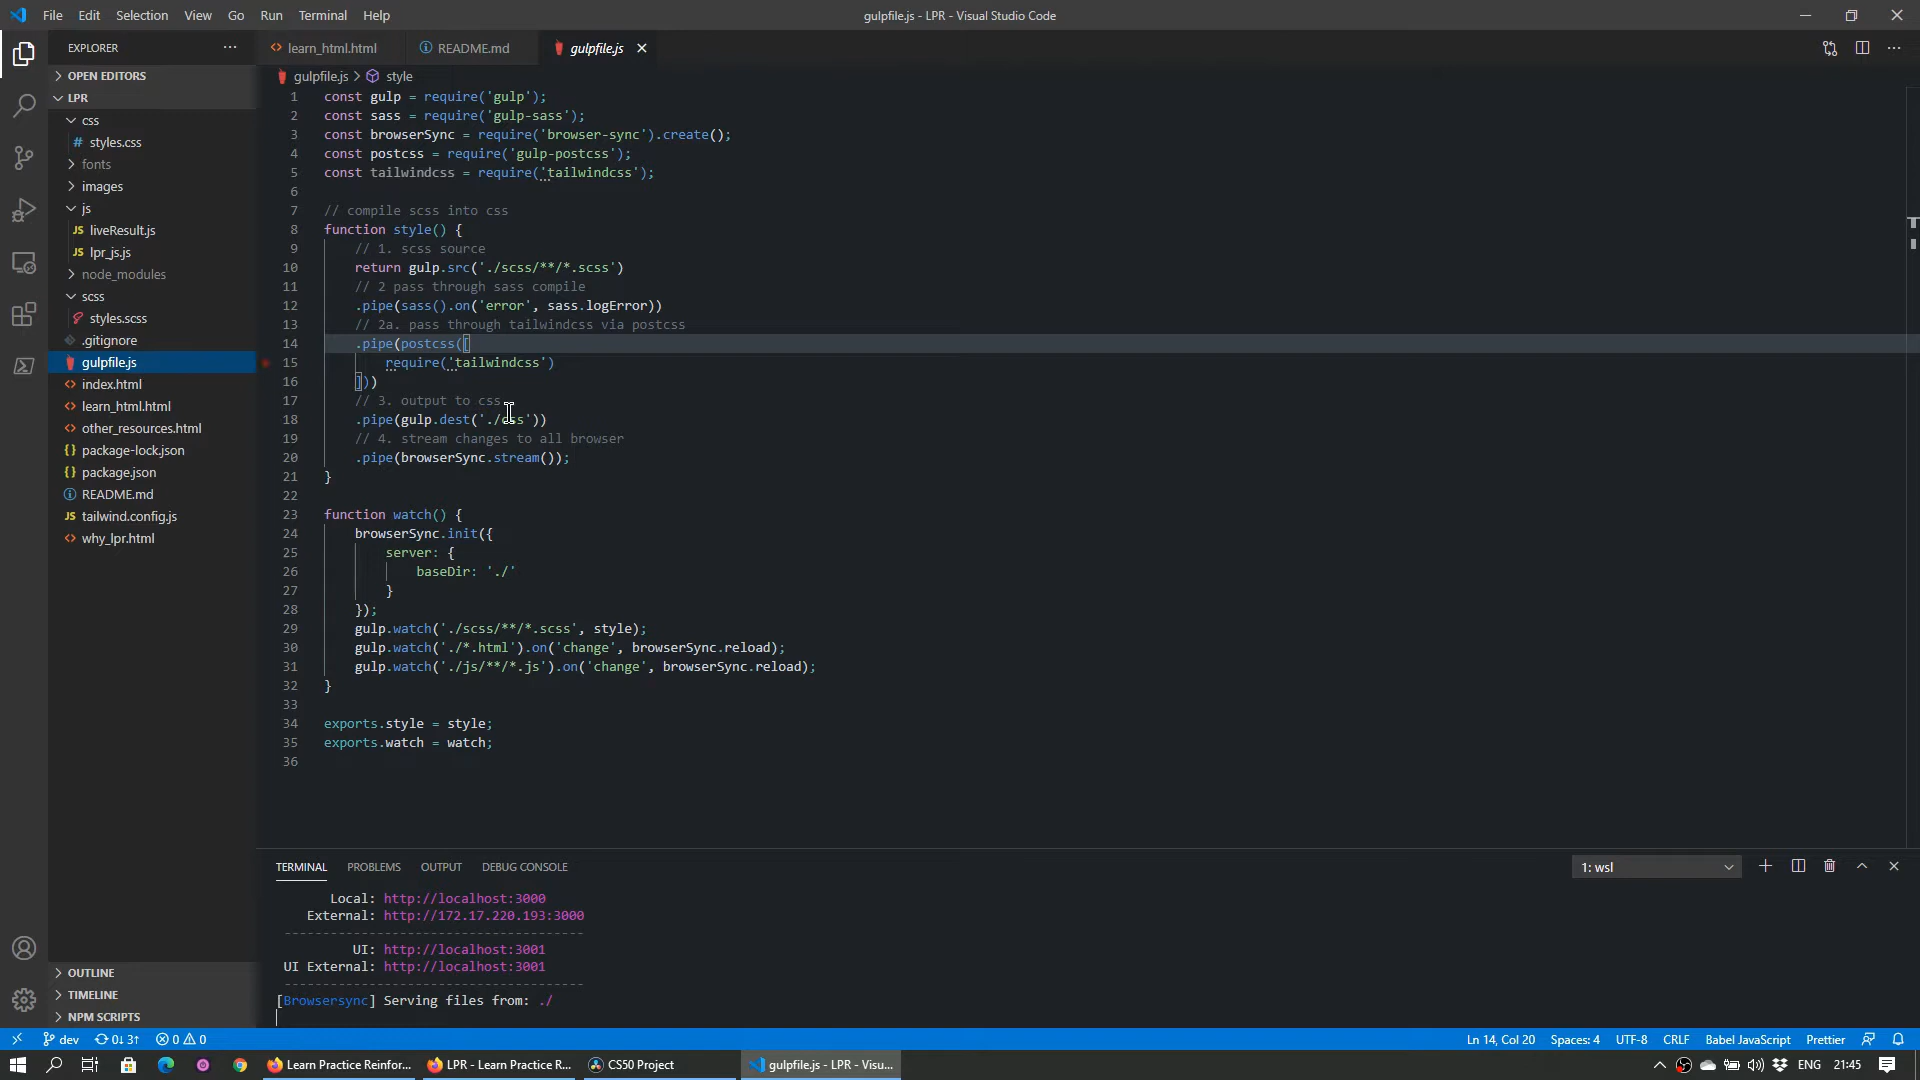 File Edit Selection View Go Run Terminal Help
gulpfile.js - LPR - Visual Studio Code
EXPLORER
OPEN EDITORS
LPR
css
# styles.css
fonts
images
js
JS liveResult.js
JS lpr_js.js
node_modules
scss
styles.scss
.gitignore
gulpfile.js
<> index.html
<> learn_html.html
<> other_resources.html
{} package-lock.json
{} package.json
README.md
JS tailwind.config.js
<> why_lpr.html
OUTLINE
TIMELINE
NPM SCRIPTS
<> learn_html.html README.md gulpfile.js
gulpfile.js > style
1 const gulp = require('gulp');
2 const sass = require('gulp-sass');
3 const browserSync = require('browser-sync').create();
4 const postcss = require('gulp-postcss');
5 const tailwindcss = require('tailwindcss');
6
7 // compile scss into css
8 function style() {
9 // 1. scss source
10 return gulp.src('./scss/**/*.scss')
11 // 2 pass through sass compile
12 .pipe(sass().on('error', sass.logError))
13 // 2a. pass through tailwindcss via postcss
14 .pipe(postcss([
15 require('tailwindcss')
16 ]))
17 // 3. output to css
18 .pipe(gulp.dest('./css'))
19 // 4. stream changes to all browser
20 .pipe(browserSync.stream());
21 }
22
23 function watch() {
24 browserSync.init({
25 server: {
26 baseDir: './'
27 }
28 });
29 gulp.watch('./scss/**/*.scss', style);
30 gulp.watch('./*.html').on('change', browserSync.reload);
31 gulp.watch('./js/**/*.js').on('change', browserSync.reload);
32 }
33
34 exports.style = style;
35 exports.watch = watch;
36
TERMINAL PROBLEMS OUTPUT DEBUG CONSOLE
1: wsl
Local: http://localhost:3000
External: http://172.17.220.193:3000
--------------------------------------
UI: http://localhost:3001
UI External: http://localhost:3001
--------------------------------------
[Browsersync] Serving files from: ./
dev 0↓ 3↑ 0 0
Ln 14, Col 20 Spaces: 4 UTF-8 CRLF Babel JavaScript Prettier
Learn Practice Reinfor... LPR - Learn Practice R... CS50 Project gulpfile.js - LPR - Visu...
ENG 21:45